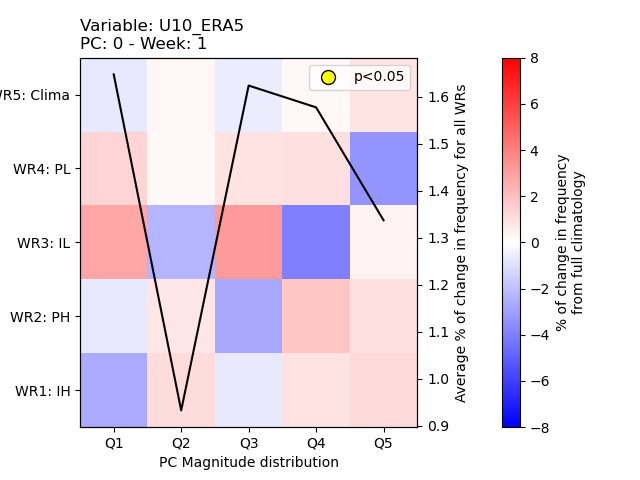 Variable: U10_ERA5
PC: 0 - Week: 1
p<0.05
WR5: Clima
WR4: PL
WR3: IL
WR2: PH
WR1: IH
Q1 Q2 Q3 Q4 Q5
PC Magnitude distribution
1.6
1.5
1.4
1.3
1.2
1.1
1.0
0.9
Average % of change in frequency for all WRs
8
6
4
2
0
−2
−4
−6
−8
% of change in frequency
from full climatology